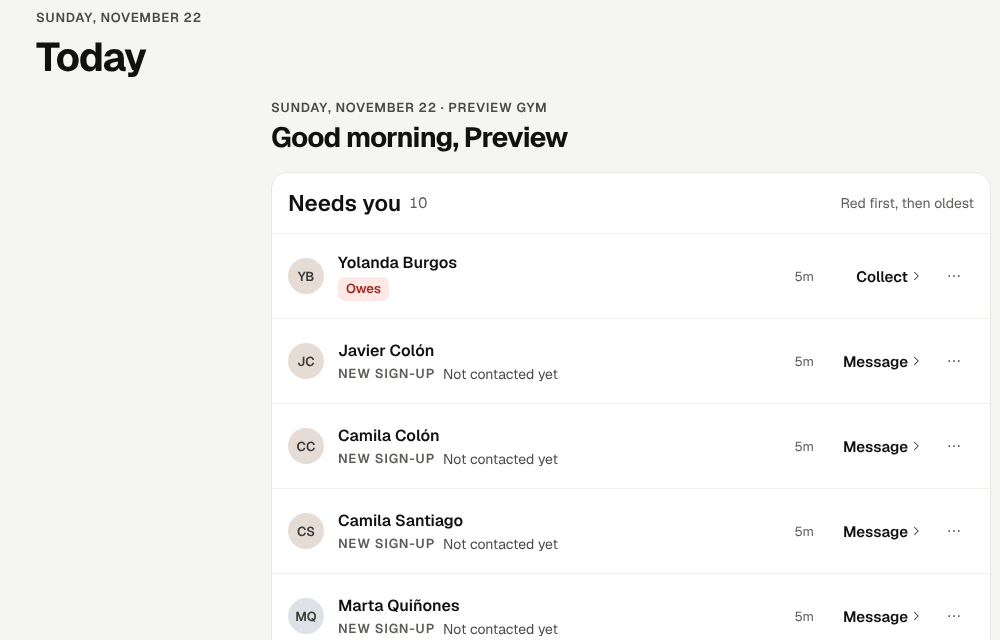 SUNDAY, NOVEMBER 22
Today
SUNDAY, NOVEMBER 22 · PREVIEW GYM
Good morning, Preview
Needs you 10 Red first, then oldest
YB Yolanda Burgos 5m Collect
Owes
JC Javier Colón 5m Message
NEW SIGN-UP Not contacted yet
CC Camila Colón 5m Message
NEW SIGN-UP Not contacted yet
CS Camila Santiago 5m Message
NEW SIGN-UP Not contacted yet
MQ Marta Quiñones 5m Message
NEW SIGN-UP Not contacted yet